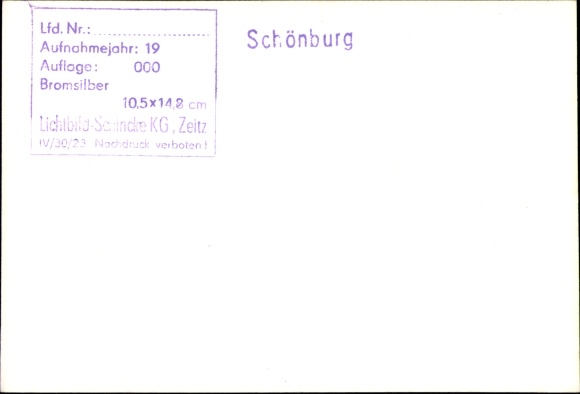 Lfd. Nr.:
Aufnahmejahr: 19
Auflage: 000
Bromsilber
10,5x14,8 cm
Lichtbild-Schincke KG, Zeitz
IV/30/23 Nachdruck verboten!
Schönburg